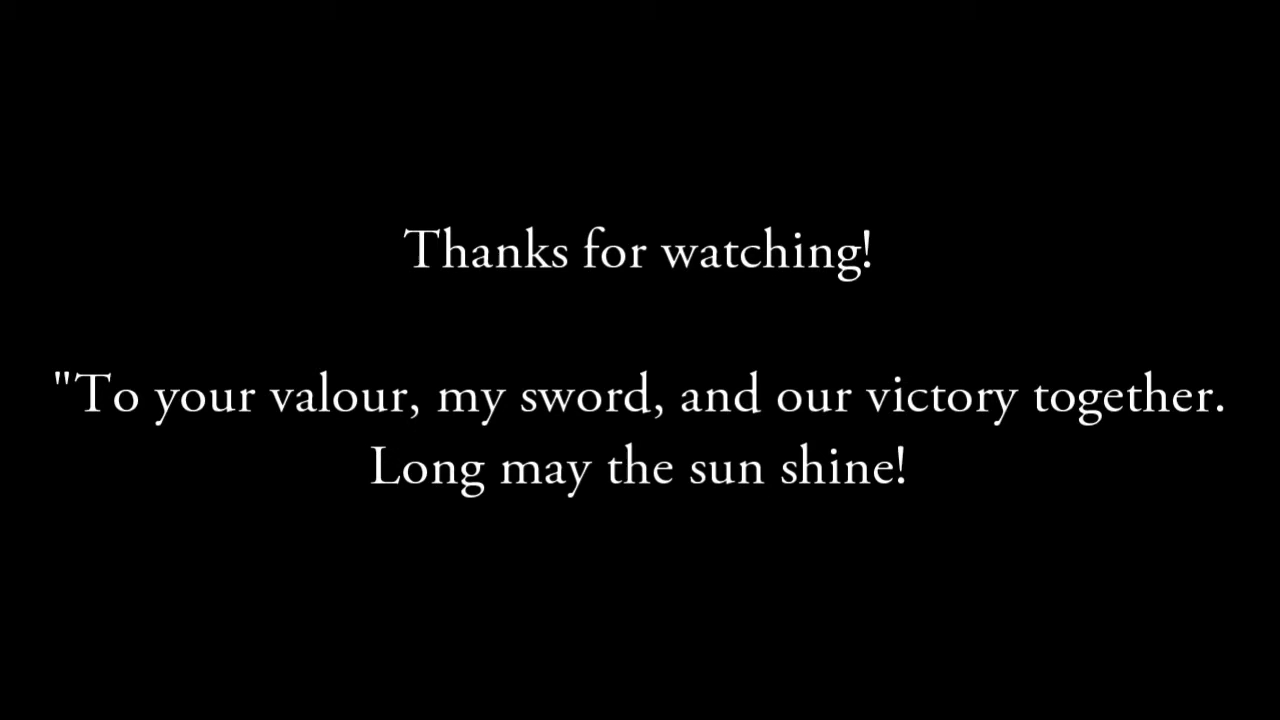 Thanks for watching!
"To your valour, my sword, and our victory together.
Long may the sun shine!